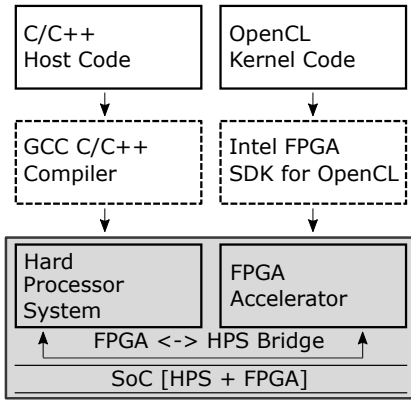 C/C++
Host Code
OpenCL
Kernel Code
GCC C/C++
Compiler
Intel FPGA
SDK for OpenCL
Hard
Processor
System
FPGA
Accelerator
FPGA <-> HPS Bridge
SoC [HPS + FPGA]